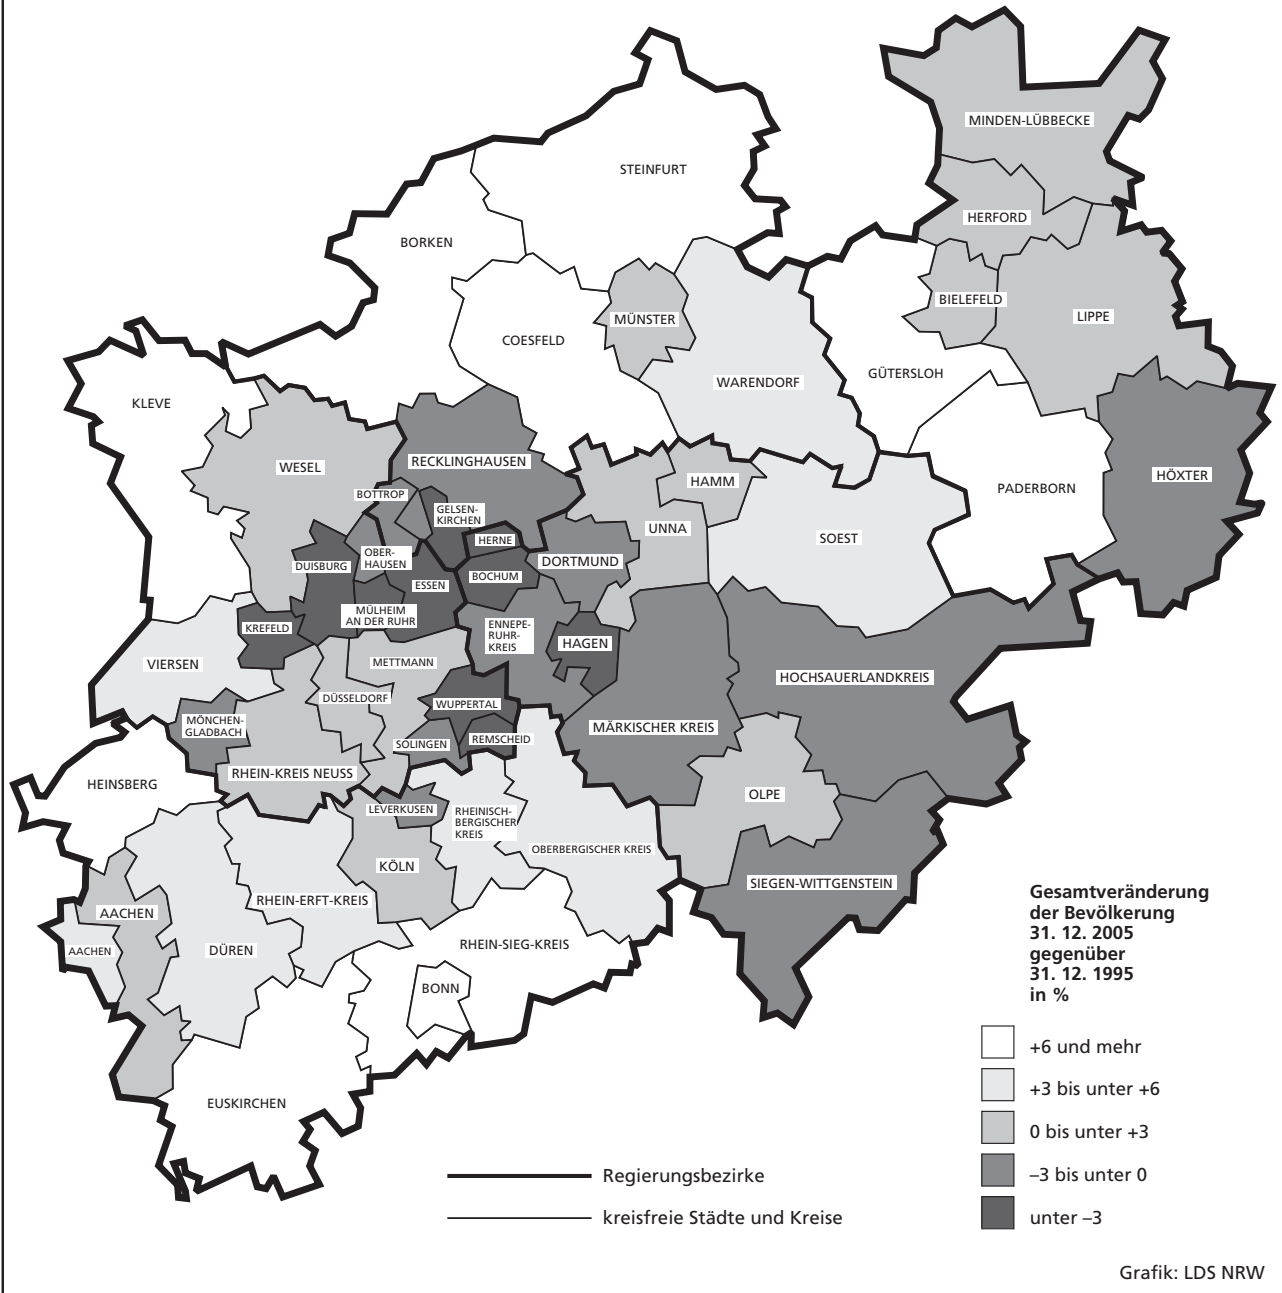 MINDEN-LÜBBECKE
STEINFURT
HERFORD
BORKEN
BIELEFELD
LIPPE
MÜNSTER
COESFELD
GÜTERSLOH
WARENDORF
KLEVE
RECKLINGHAUSEN
WESEL
HÖXTER
HAMM
PADERBORN
BOTTROP
GELSEN-
KIRCHEN
UNNA
SOEST
HERNE
OBER-
HAUSEN
DORTMUND
DUISBURG
BOCHUM
ESSEN
MÜLHEIM
AN DER RUHR
KREFELD
ENNEPE-
RUHR-
KREIS
HAGEN
VIERSEN
METTMANN
HOCHSAUERLANDKREIS
DÜSSELDORF
WUPPERTAL
MÖNCHEN-
GLADBACH
MÄRKISCHER KREIS
SOLINGEN
REMSCHEID
RHEIN-KREIS NEUSS
HEINSBERG
OLPE
LEVERKUSEN
RHEINISCH-
BERGISCHER
KREIS
OBERBERGISCHER KREIS
KÖLN
SIEGEN-WITTGENSTEIN
RHEIN-ERFT-KREIS
AACHEN
RHEIN-SIEG-KREIS
AACHEN
DÜREN
BONN
EUSKIRCHEN
Gesamtveränderung
der Bevölkerung
31. 12. 2005
gegenüber
31. 12. 1995
in %
+6 und mehr
+3 bis unter +6
0 bis unter +3
–3 bis unter 0
unter –3
Regierungsbezirke
kreisfreie Städte und Kreise
Grafik: LDS NRW